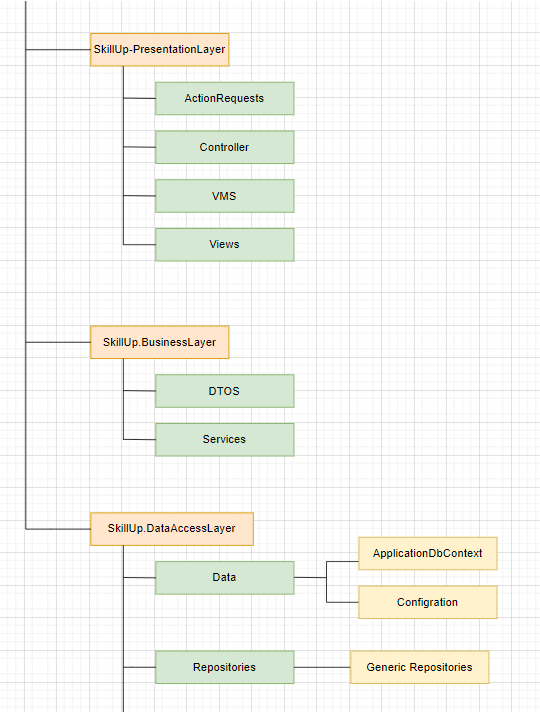 SkillUp-PresentationLayer
ActionRequests
Controller
VMS
Views
SkillUp.BusinessLayer
DTOS
Services
SkillUp.DataAccessLayer
Data
ApplicationDbContext
Configration
Repositories
Generic Repositories